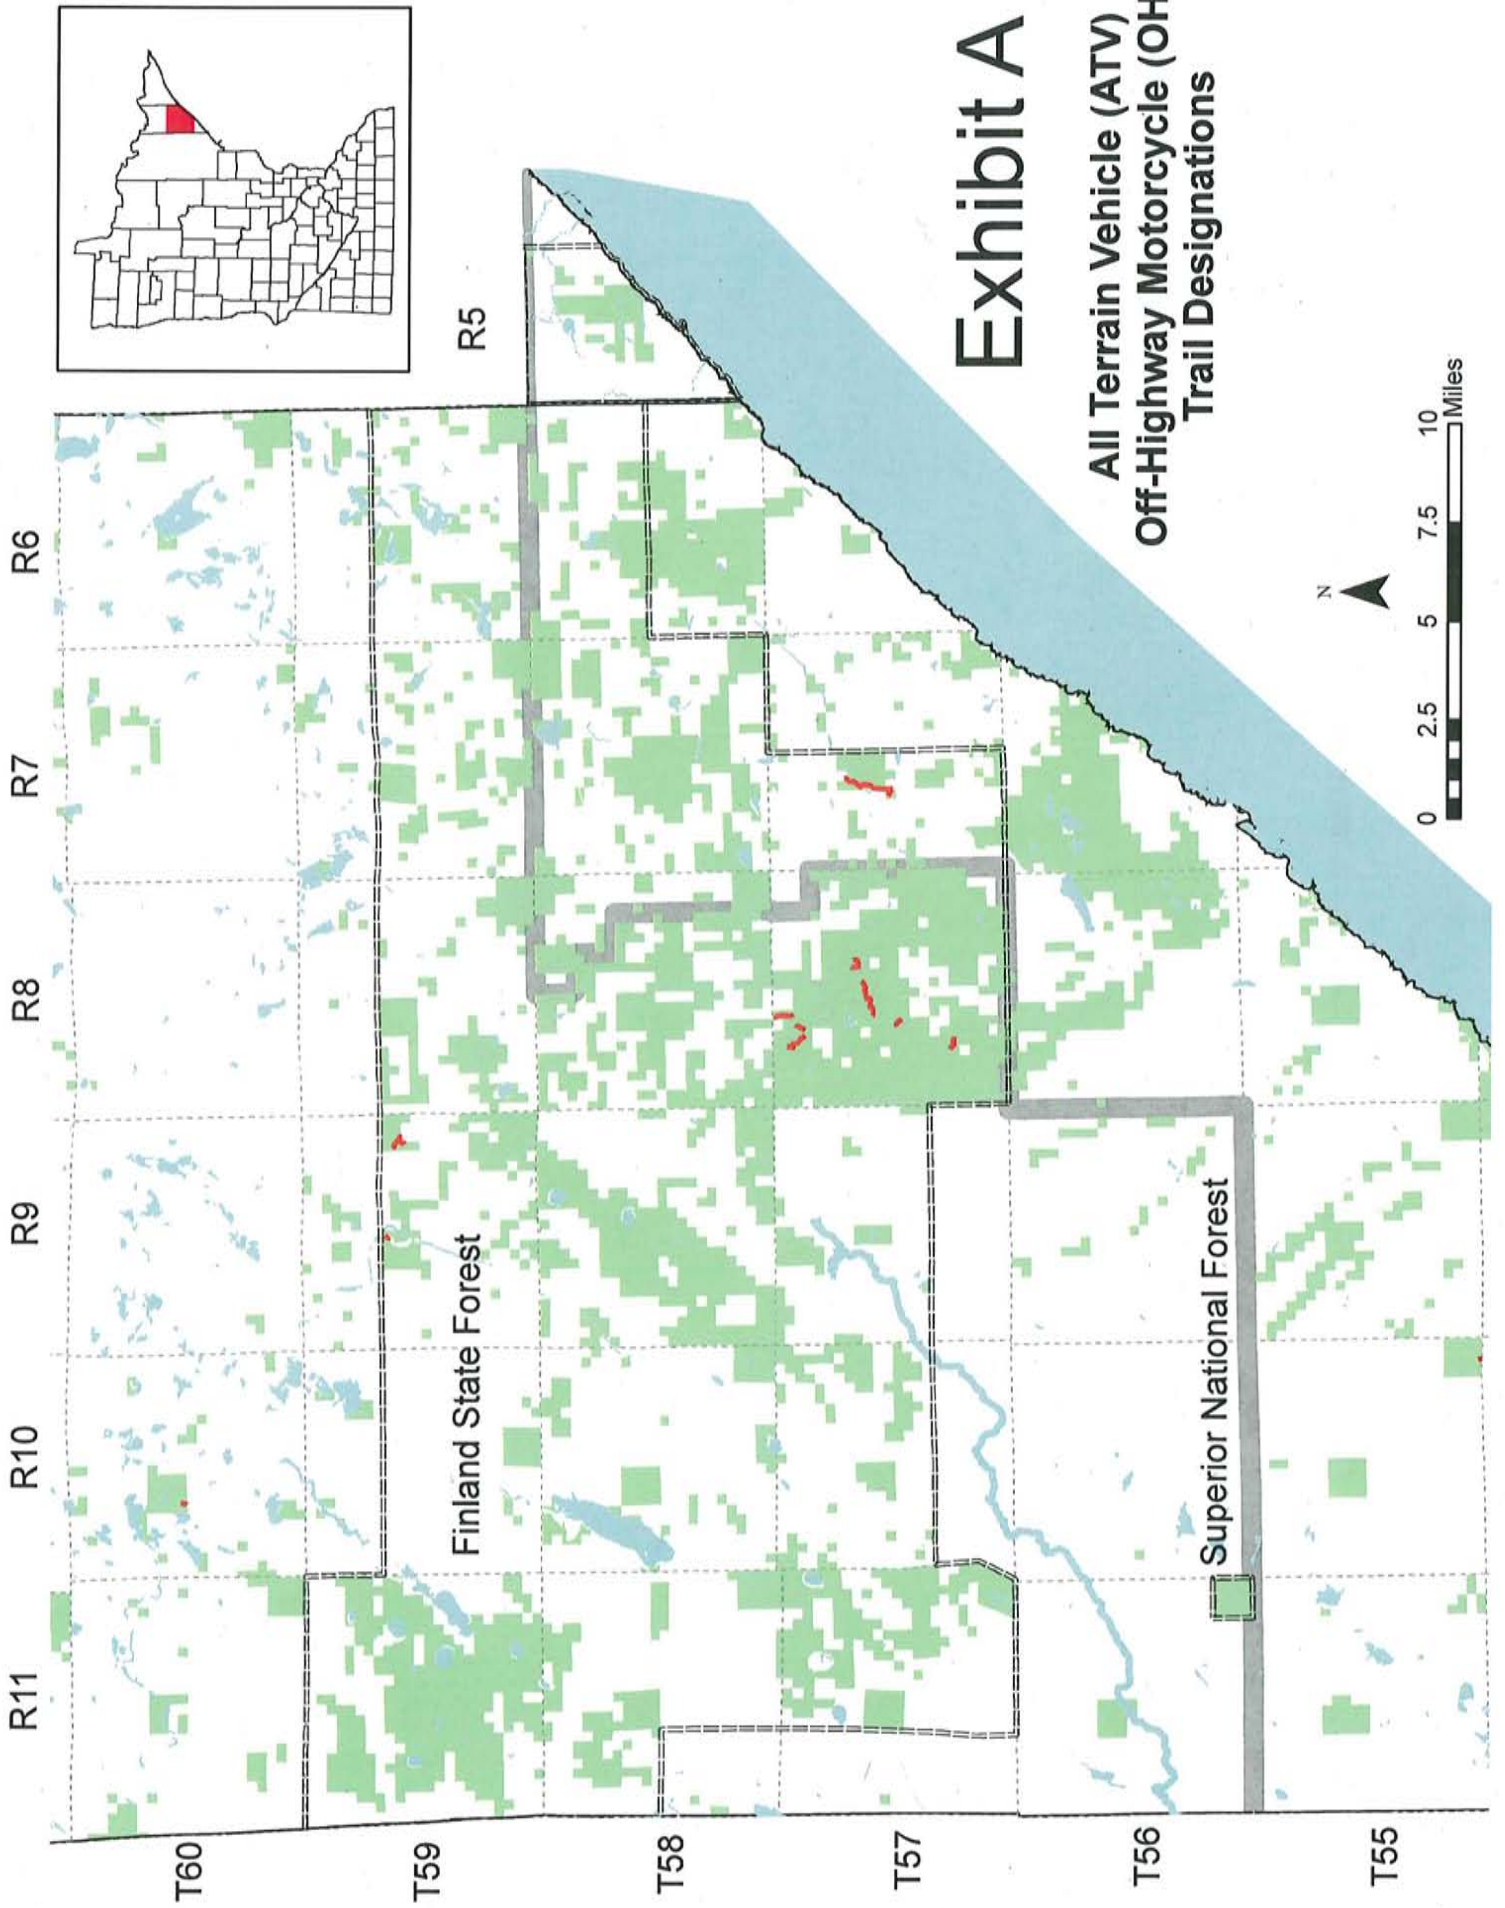 R11
R10
R9
R8
R7
R6
R5
T60
T59
T58
T57
T56
T55
Finland State Forest
Superior National Forest
Exhibit A
All Terrain Vehicle (ATV)
Off-Highway Motorcycle (OH
Trail Designations
N
0 2.5 5 7.5 10
Miles